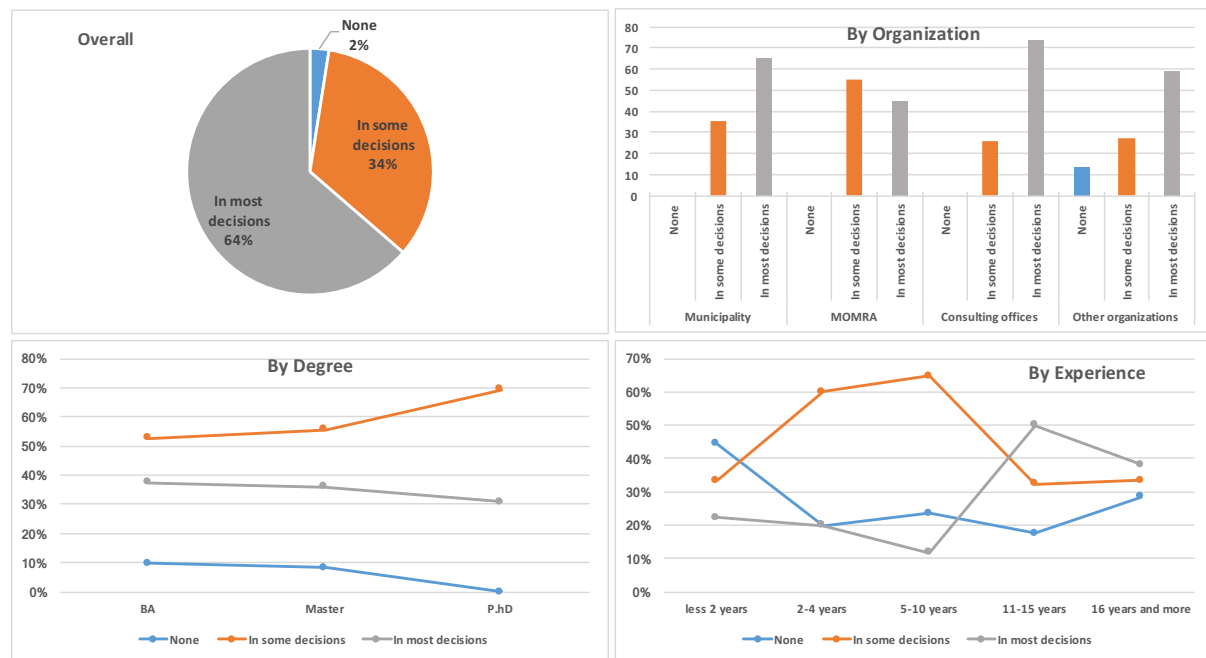 Overall
None
2%
In some
decisions
34%
In most
decisions
64%
By Organization
80
70
60
50
40
30
20
10
0
None
In some decisions
In most decisions
None
In some decisions
In most decisions
None
In some decisions
In most decisions
None
In some decisions
In most decisions
Municipality
MOMRA
Consulting offices
Other organizations
By Degree
80%
70%
60%
50%
40%
30%
20%
10%
0%
BA
Master
P.hD
None
In some decisions
In most decisions
By Experience
70%
60%
50%
40%
30%
20%
10%
0%
less 2 years
2-4 years
5-10 years
11-15 years
16 years and more
None
In some decisions
In most decisions